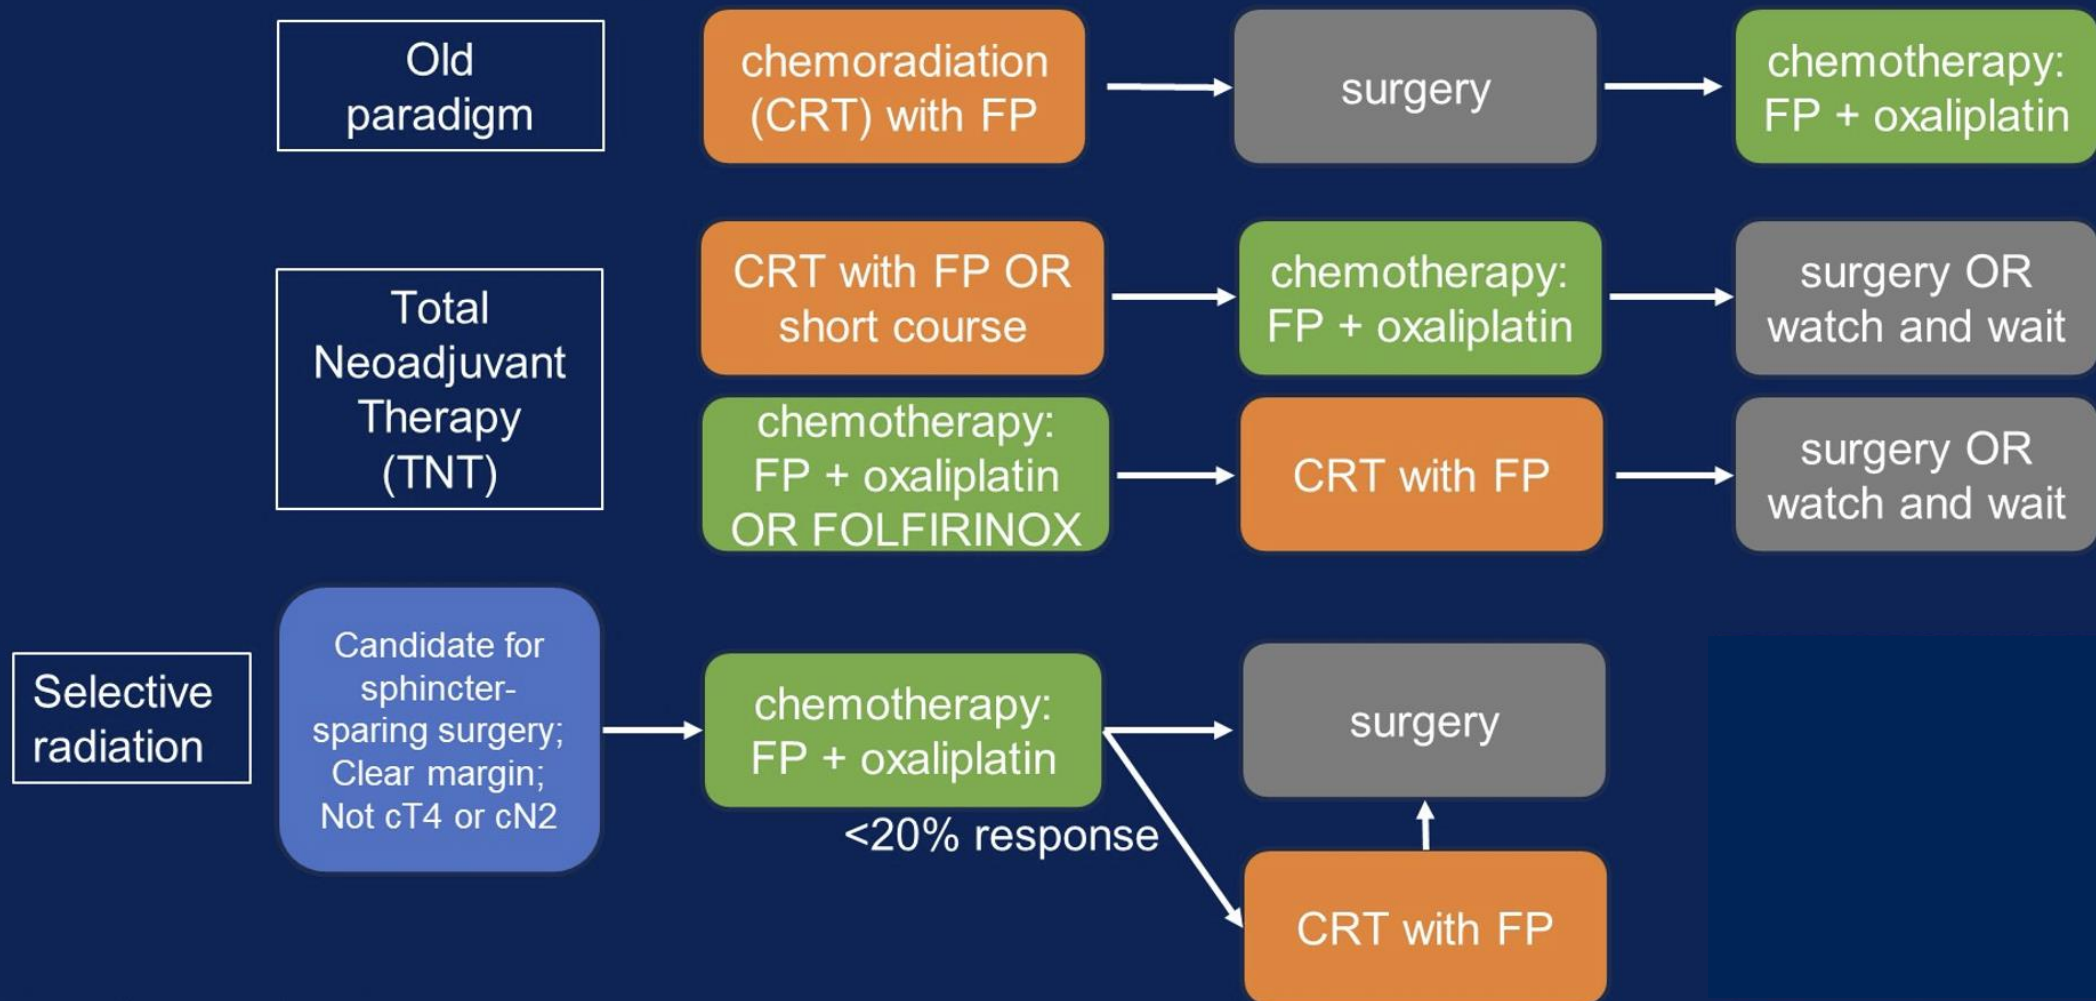 Old
paradigm
chemoradiation
(CRT) with FP
surgery
chemotherapy:
FP + oxaliplatin
Total
Neoadjuvant
Therapy
(TNT)
CRT with FP OR
short course
chemotherapy:
FP + oxaliplatin
surgery OR
watch and wait
chemotherapy:
FP + oxaliplatin
OR FOLFIRINOX
CRT with FP
surgery OR
watch and wait
Selective
radiation
Candidate for
sphincter-
sparing surgery;
Clear margin;
Not cT4 or cN2
chemotherapy:
FP + oxaliplatin
<20% response
surgery
CRT with FP